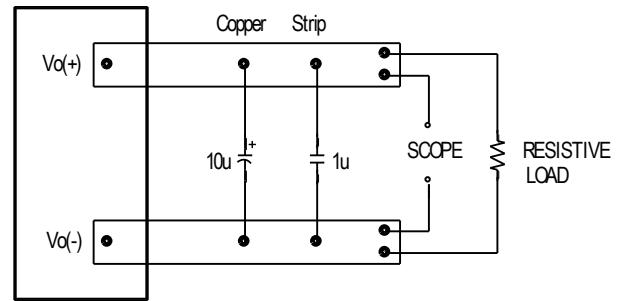 Copper Strip
Vo(+)
10u
+
1u
SCOPE
RESISTIVE
LOAD
Vo(-)